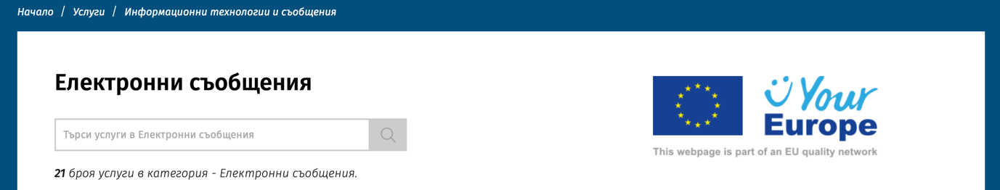 Начало / Услуги / Информационни технологии и съобщения
Електронни съобщения
Търси услуги в Електронни съобщения
21 броя услуги в категория - Електронни съобщения.
Your
Europe
This webpage is part of an EU quality network